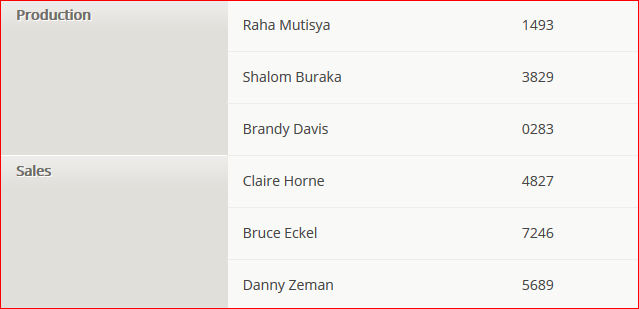 Production Raha Mutisya 1493
Shalom Buraka 3829
Brandy Davis 0283
Sales Claire Horne 4827
Bruce Eckel 7246
Danny Zeman 5689